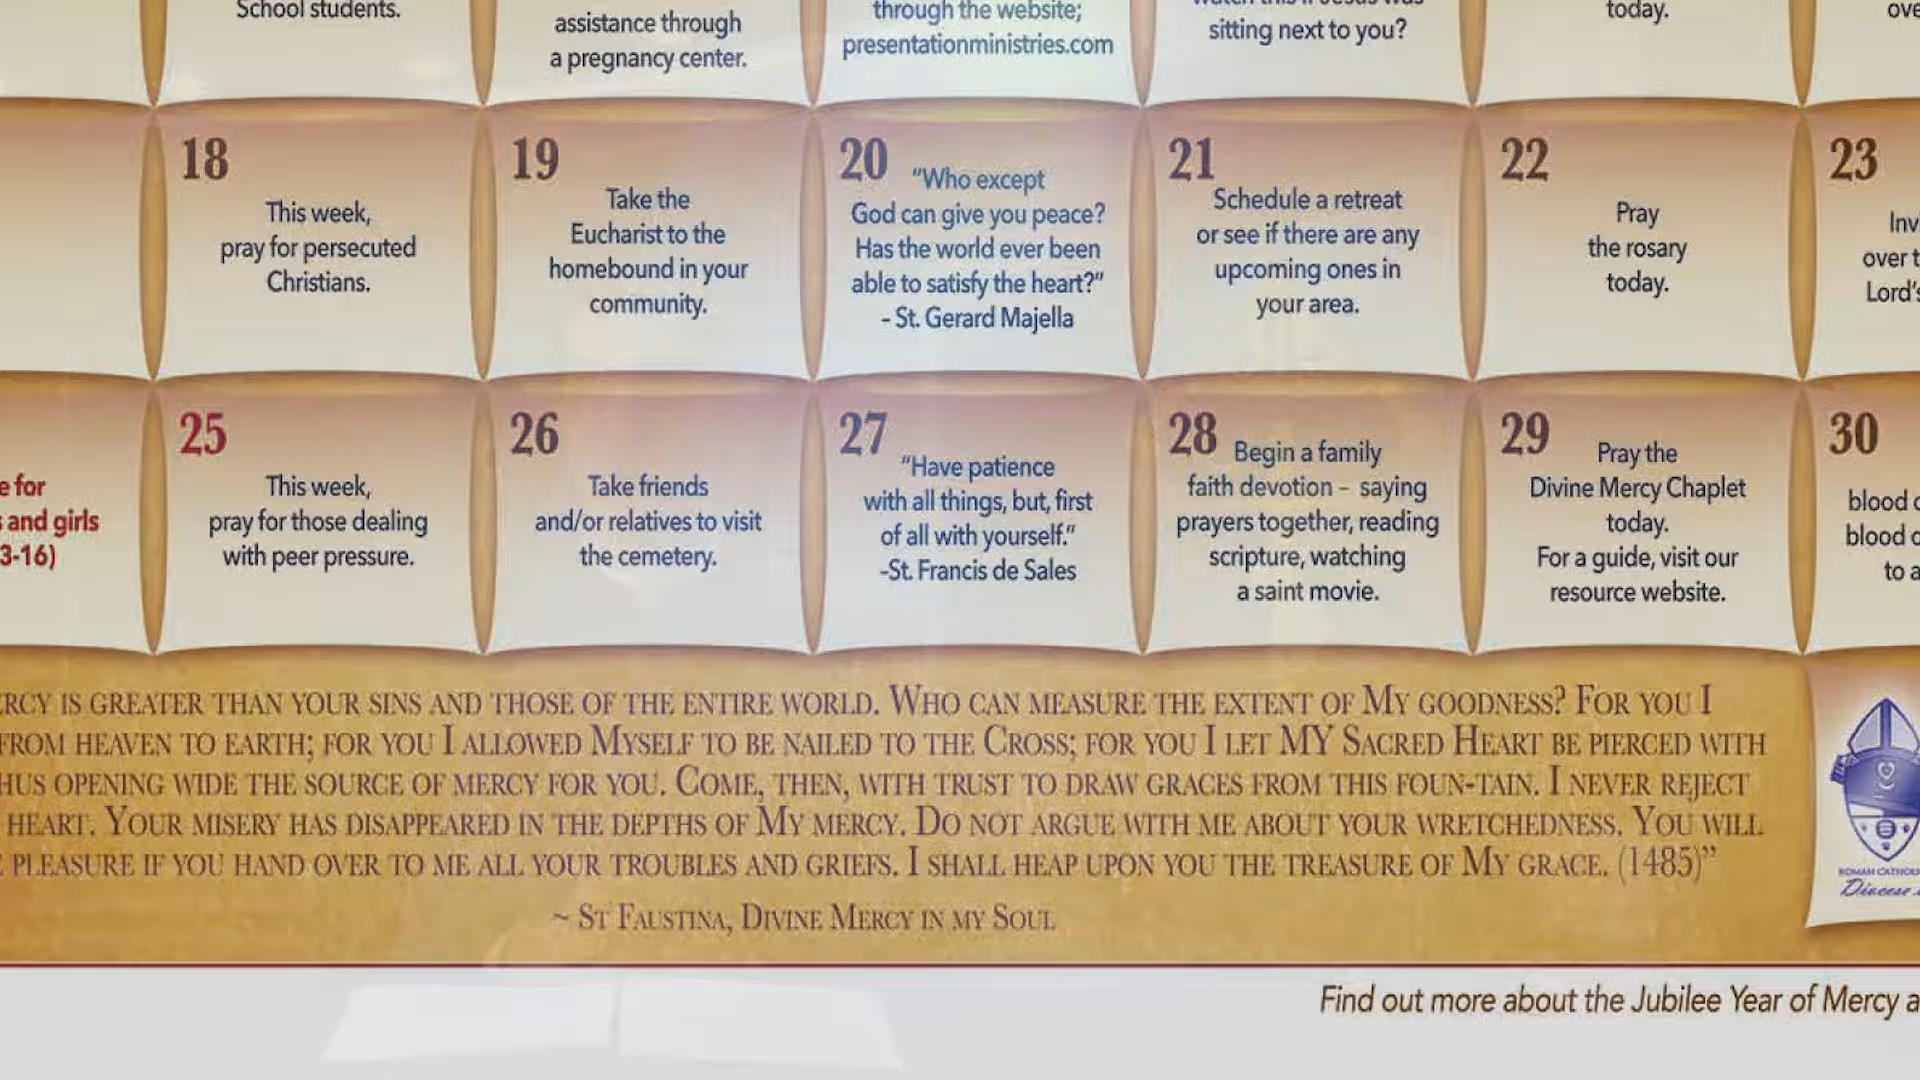 School students.
assistance through
a pregnancy center.
through the website;
presentationministries.com
sitting next to you?
today.
18
This week,
pray for persecuted
Christians.
19
Take the
Eucharist to the
homebound in your
community.
20
"Who except
God can give you peace?
Has the world ever been
able to satisfy the heart?"
- St. Gerard Majella
21
Schedule a retreat
or see if there are any
upcoming ones in
your area.
22
Pray
the rosary
today.
23
over
Lord's
for
and girls
3-16)
25
This week,
pray for those dealing
with peer pressure.
26
Take friends
and/or relatives to visit
the cemetery.
27
"Have patience
with all things, but, first
of all with yourself."
-St. Francis de Sales
28
Begin a family
faith devotion – saying
prayers together, reading
scripture, watching
a saint movie.
29
Pray the
Divine Mercy Chaplet
today.
For a guide, visit our
resource website.
30
blood
blood
to
IS GREATER THAN YOUR SINS AND THOSE OF THE ENTIRE WORLD. WHO CAN MEASURE THE EXTENT OF MY GOODNESS? FOR YOU I
FROM HEAVEN TO EARTH; FOR YOU I ALLOWED MYSELF TO BE NAILED TO THE CROSS; FOR YOU I LET MY SACRED HEART BE PIERCED WITH
OPENING WIDE THE SOURCE OF MERCY FOR YOU. COME, THEN, WITH TRUST TO DRAW GRACES FROM THIS FOUN-TAIN. I NEVER REJECT
HEART. YOUR MISERY HAS DISAPPEARED IN THE DEPTHS OF MY MERCY. DO NOT ARGUE WITH ME ABOUT YOUR WRETCHEDNESS. YOU WILL
PLEASURE IF YOU HAND OVER TO ME ALL YOUR TROUBLES AND GRIEFS. I SHALL HEAP UPON YOU THE TREASURE OF MY GRACE. (1485)"
~ ST FAUSTINA, DIVINE MERCY IN MY SOUL
ROMAN
Diocese
Find out more about the Jubilee Year of Mercy